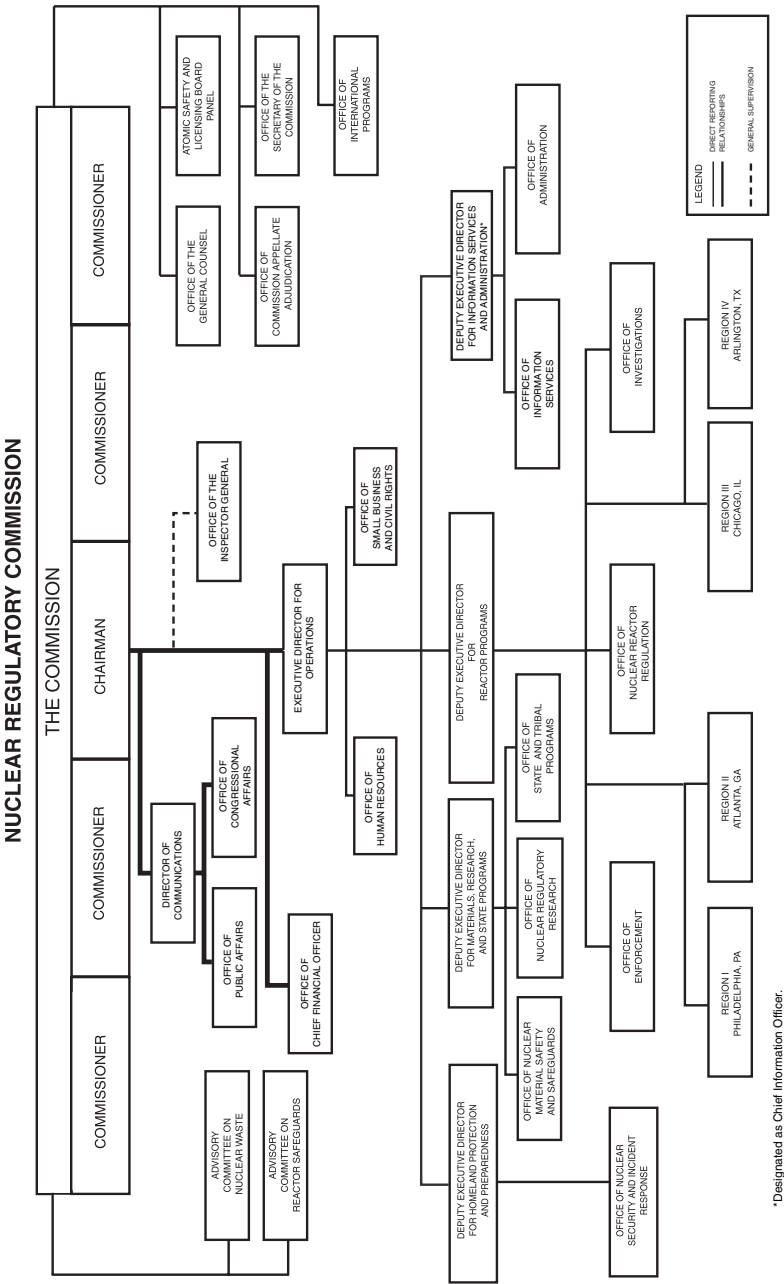 NUCLEAR REGULATORY COMMISSION
THE COMMISSION
COMMISSIONER
COMMISSIONER
CHAIRMAN
COMMISSIONER
COMMISSIONER
ADVISORY
COMMITTEE ON
NUCLEAR WASTE
ADVISORY
COMMITTEE ON
REACTOR SAFEGUARDS
DIRECTOR OF
COMMUNICATIONS
OFFICE OF
PUBLIC AFFAIRS
OFFICE OF
CONGRESSIONAL
AFFAIRS
OFFICE OF THE
INSPECTOR GENERAL
OFFICE OF THE
GENERAL COUNSEL
ATOMIC SAFETY AND
LICENSING BOARD
PANEL
OFFICE OF
COMMISSION APPELLATE
ADJUDICATION
OFFICE OF THE
SECRETARY OF THE
COMMISSION
OFFICE OF
INTERNATIONAL
PROGRAMS
OFFICE OF
CHIEF FINANCIAL OFFICER
EXECUTIVE DIRECTOR FOR
OPERATIONS
OFFICE OF
HUMAN RESOURCES
OFFICE OF
SMALL BUSINESS
AND CIVIL RIGHTS
DEPUTY EXECUTIVE DIRECTOR
FOR HOMELAND PROTECTION
AND PREPAREDNESS
DEPUTY EXECUTIVE DIRECTOR
FOR MATERIALS, RESEARCH,
AND STATE PROGRAMS
DEPUTY EXECUTIVE DIRECTOR
FOR
REACTOR PROGRAMS
DEPUTY EXECUTIVE DIRECTOR
FOR INFORMATION SERVICES
AND ADMINISTRATION*
OFFICE OF NUCLEAR
MATERIAL SAFETY
AND SAFEGUARDS
OFFICE OF
NUCLEAR REGULATORY
RESEARCH
OFFICE OF
STATE AND TRIBAL
PROGRAMS
OFFICE OF
INFORMATION
SERVICES
OFFICE OF
ADMINISTRATION
OFFICE OF NUCLEAR
SECURITY AND INCIDENT
RESPONSE
OFFICE OF
ENFORCEMENT
OFFICE OF
NUCLEAR REACTOR
REGULATION
OFFICE OF
INVESTIGATIONS
REGION I
PHILADELPHIA, PA
REGION II
ATLANTA, GA
REGION III
CHICAGO, IL
REGION IV
ARLINGTON, TX
LEGEND
DIRECT REPORTING
RELATIONSHIPS
GENERAL SUPERVISION
*Designated as Chief Information Officer.